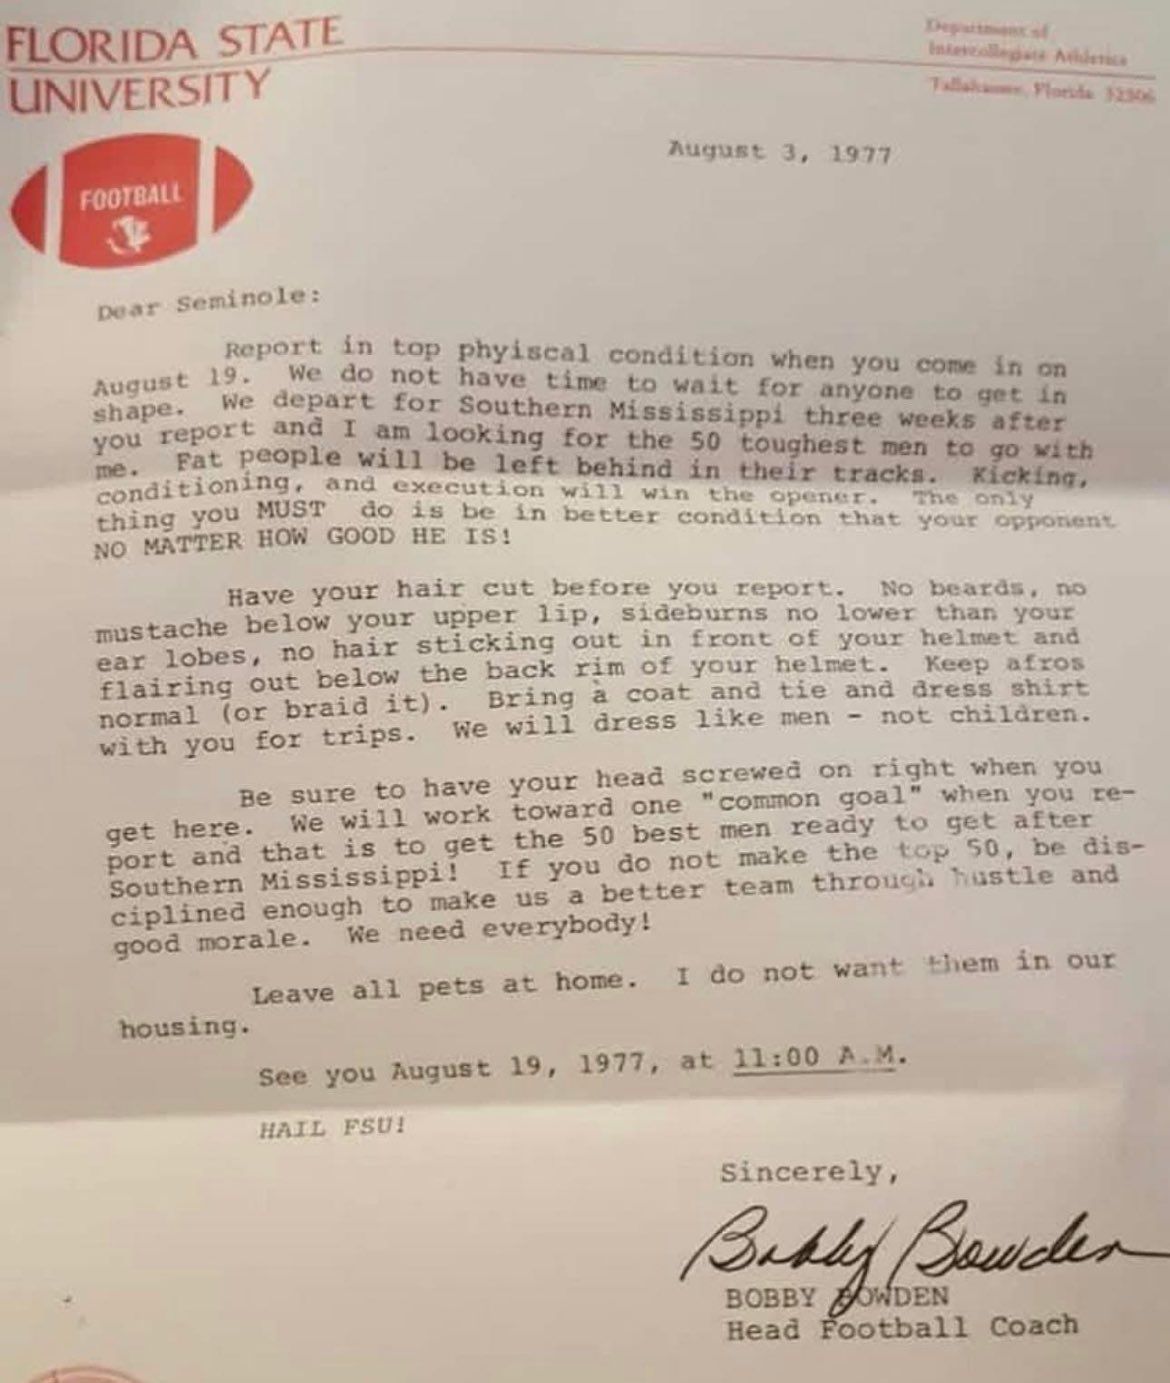 FLORIDA STATE
UNIVERSITY
Department of
Intercollegiate Athletics
Tallahassee, Florida 32306
FOOTBALL
August 3, 1977
Dear Seminole:
Report in top phyiscal condition when you come in on
August 19. We do not have time to wait for anyone to get in
shape. We depart for Southern Mississippi three weeks after
you report and I am looking for the 50 toughest men to go with
me. Fat people will be left behind in their tracks. Kicking,
conditioning, and execution will win the opener. The only
thing you MUST do is be in better condition that your opponent
NO MATTER HOW GOOD HE IS!
Have your hair cut before you report. No beards, no
mustache below your upper lip, sideburns no lower than your
ear lobes, no hair sticking out in front of your helmet and
flairing out below the back rim of your helmet. Keep afros
normal (or braid it). Bring a coat and tie and dress shirt
with you for trips. We will dress like men - not children.
Be sure to have your head screwed on right when you
get here. We will work toward one "common goal" when you re-
port and that is to get the 50 best men ready to get after
Southern Mississippi! If you do not make the top 50, be dis-
ciplined enough to make us a better team through hustle and
good morale. We need everybody!
Leave all pets at home. I do not want them in our
housing.
See you August 19, 1977, at 11:00 A.M.
HAIL FSU!
Sincerely,
Bobby Bowden
BOBBY BOWDEN
Head Football Coach